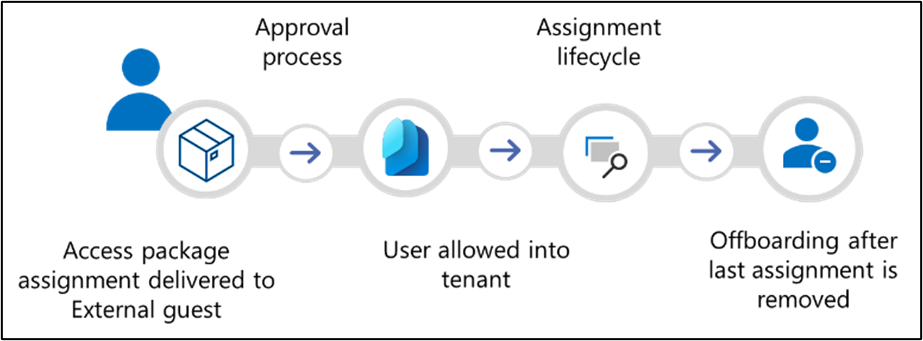 Approval
process
Assignment
lifecycle
Access package
assignment delivered to
External guest
User allowed into
tenant
Offboarding after
last assignment is
removed